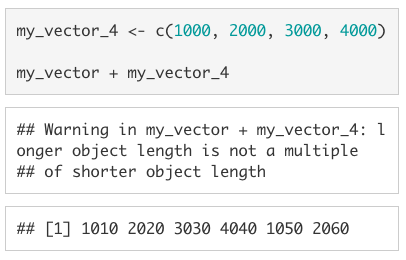 my_vector_4 <- c(1000, 2000, 3000, 4000)
my_vector + my_vector_4
## Warning in my_vector + my_vector_4: l
onger object length is not a multiple
## of shorter object length
## [1] 1010 2020 3030 4040 1050 2060